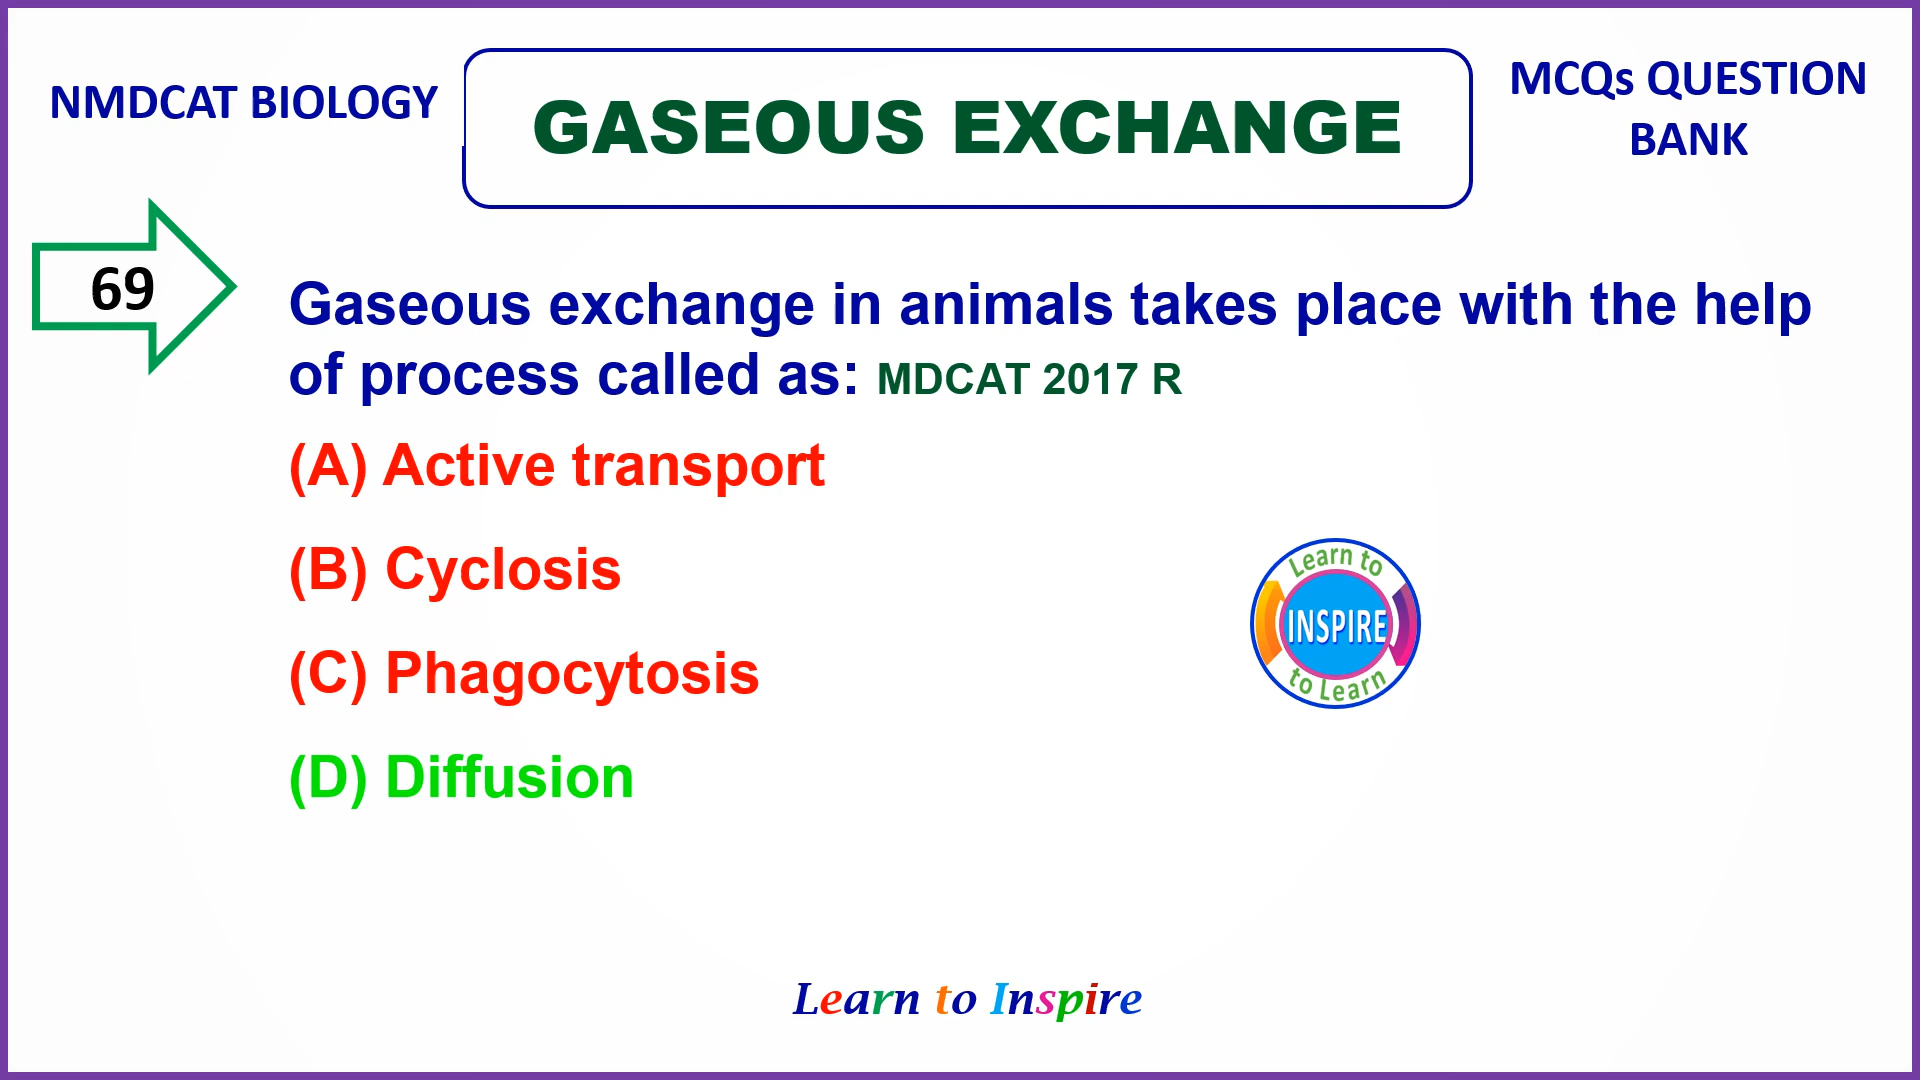 NMDCAT BIOLOGY
GASEOUS EXCHANGE
MCQs QUESTION
BANK
69
Gaseous exchange in animals takes place with the help
of process called as: MDCAT 2017 R
(A) Active transport
(B) Cyclosis
(C) Phagocytosis
(D) Diffusion
Learn to
INSPIRE
to Learn
Learn to Inspire